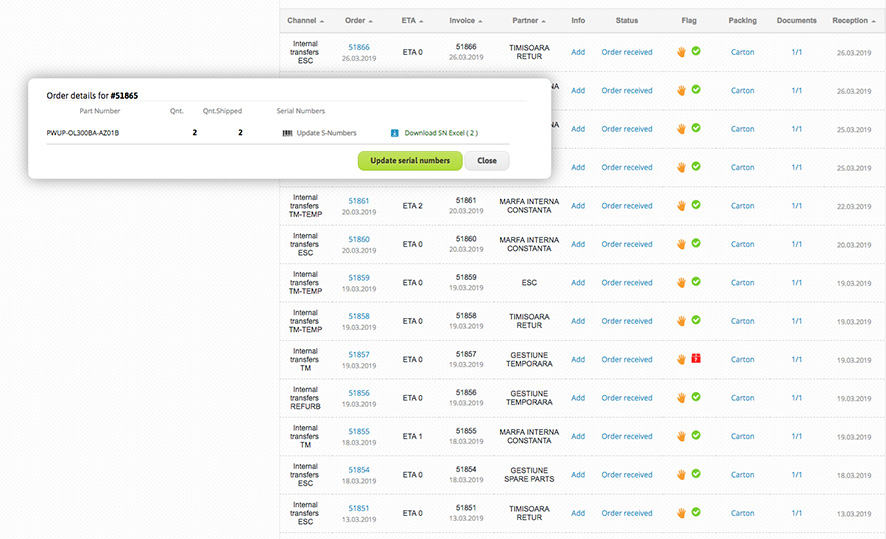 Channel Order ETA Invoice Partner Info Status Flag Packing Documents Reception
Internal transfers ESC 51866 26.03.2019 ETA 0 51866 26.03.2019 TIMISOARA RETUR Add Order received Carton 1/1 26.03.2019
Order details for #51865
Part Number Qnt. Qnt.Shipped Serial Numbers
PWUP-OL300BA-AZ01B 2 2 Update S-Numbers Download SN Excel ( 2 )
Update serial numbers Close
NA Add Order received Carton 1/1 26.03.2019
NA Add Order received Carton 1/1 25.03.2019
Add Order received Carton 1/1 25.03.2019
Internal transfers TM-TEMP 51861 20.03.2019 ETA 2 51861 20.03.2019 MARFA INTERNA CONSTANTA Add Order received Carton 1/1 22.03.2019
Internal transfers ESC 51860 20.03.2019 ETA 0 51860 20.03.2019 MARFA INTERNA CONSTANTA Add Order received Carton 1/1 20.03.2019
Internal transfers TM-TEMP 51859 19.03.2019 ETA 0 51859 19.03.2019 ESC Add Order received Carton 1/1 19.03.2019
Internal transfers TM-TEMP 51858 19.03.2019 ETA 0 51858 19.03.2019 TIMISOARA RETUR Add Order received Carton 1/1 19.03.2019
Internal transfers TM 51857 19.03.2019 ETA 0 51857 19.03.2019 GESTIUNE TEMPORARA Add Order received Carton 1/1 19.03.2019
Internal transfers REFURB 51856 19.03.2019 ETA 0 51856 19.03.2019 GESTIUNE TEMPORARA Add Order received Carton 1/1 19.03.2019
Internal transfers TM 51855 18.03.2019 ETA 1 51855 18.03.2019 MARFA INTERNA CONSTANTA Add Order received Carton 1/1 19.03.2019
Internal transfers ESC 51854 18.03.2019 ETA 0 51854 18.03.2019 GESTIUNE SPARE PARTS Add Order received Carton 1/1 18.03.2019
Internal transfers ESC 51851 13.03.2019 ETA 0 51851 13.03.2019 TIMISOARA RETUR Add Order received Carton 1/1 13.03.2019